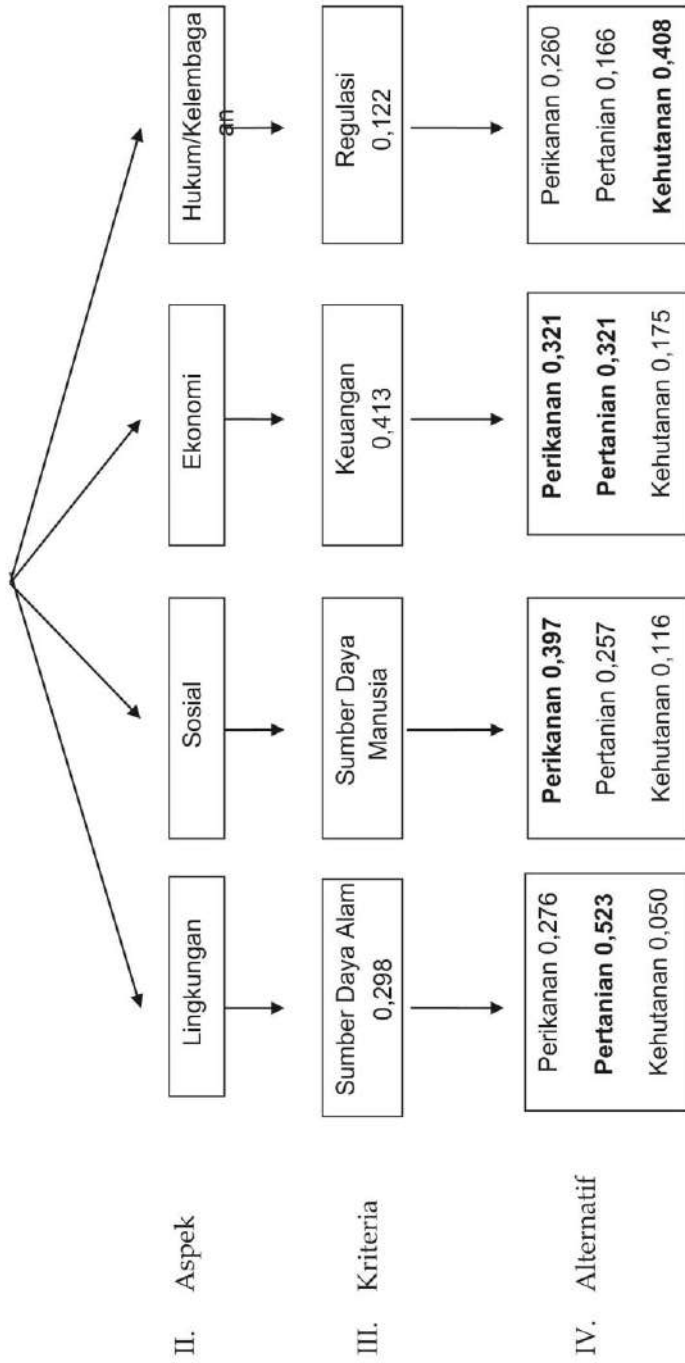 II. Aspek
Lingkungan
Sosial
Ekonomi
Hukum/Kelembaga
an
III. Kriteria
Sumber Daya Alam
0,298
Sumber Daya
Manusia
Keuangan
0,413
Regulasi
0,122
IV. Alternatif
Perikanan 0,276
Pertanian 0,523
Kehutanan 0,050
Perikanan 0,397
Pertanian 0,257
Kehutanan 0,116
Perikanan 0,321
Pertanian 0,321
Kehutanan 0,175
Perikanan 0,260
Pertanian 0,166
Kehutanan 0,408